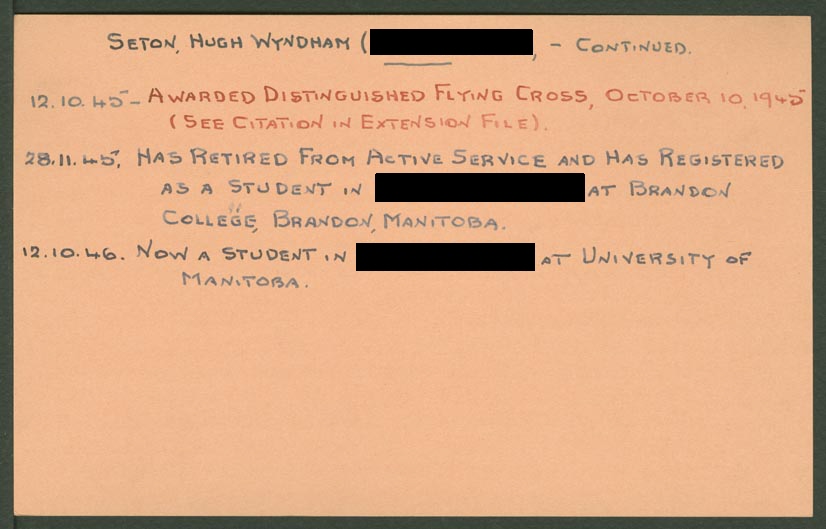 SETON, HUGH WYNDHAM ( , - CONTINUED.
12.10.45- AWARDED DISTINGUISHED FLYING CROSS, OCTOBER 10, 1945
(SEE CITATION IN EXTENSION FILE).
28.11.45, HAS RETIRED FROM ACTIVE SERVICE AND HAS REGISTERED
AS A STUDENT IN AT BRANDON
COLLEGE, BRANDON, MANITOBA.
12.10.46. NOW A STUDENT IN AT UNIVERSITY OF
MANITOBA.